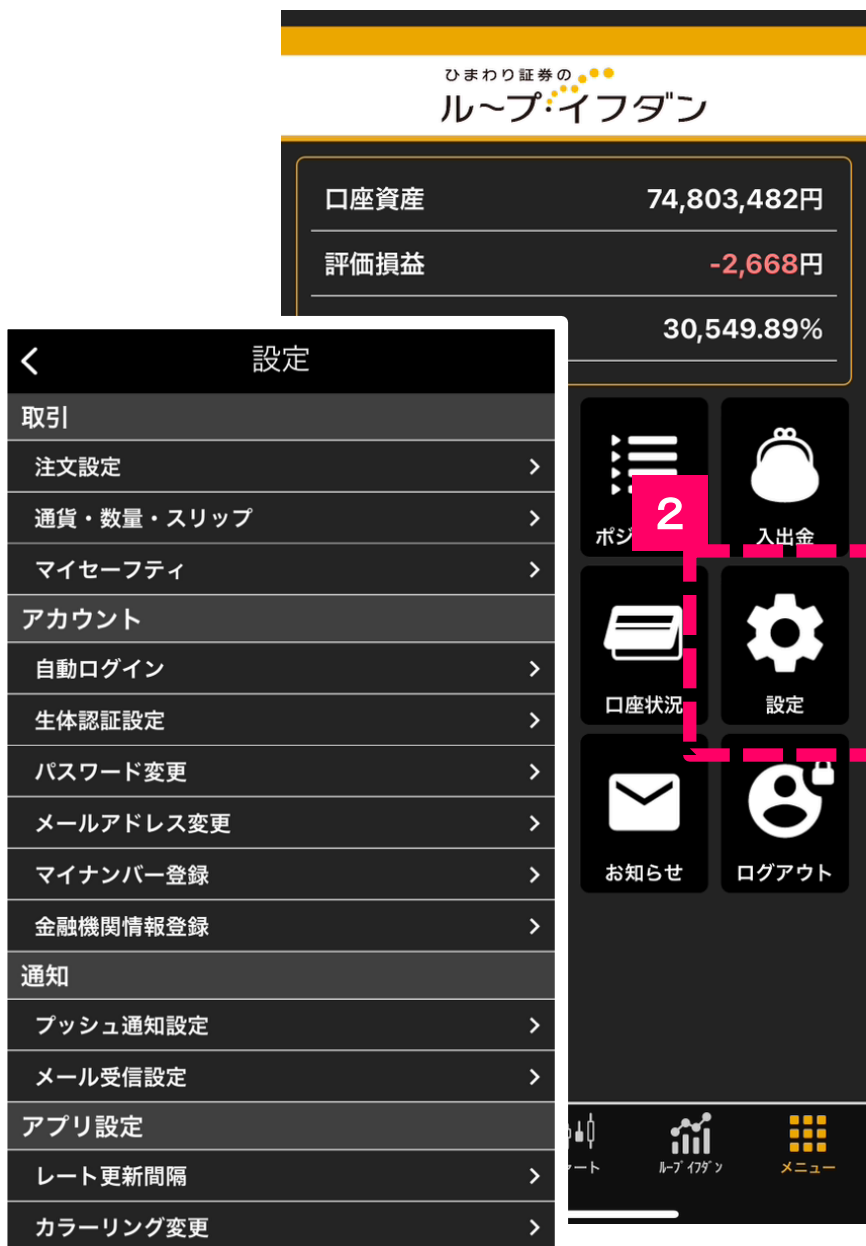 ひまわり証券の
ループ・イフダン
口座資産 74,803,482円
評価損益 -2,668円
30,549.89%
2
入出金
口座状況
設定
お知らせ
ログアウト
ループイフダン
メニュー
設定
取引
注文設定
通貨・数量・スリップ
マイセーフティ
アカウント
自動ログイン
生体認証設定
パスワード変更
メールアドレス変更
マイナンバー登録
金融機関情報登録
通知
プッシュ通知設定
メール受信設定
アプリ設定
レート更新間隔
カラーリング変更